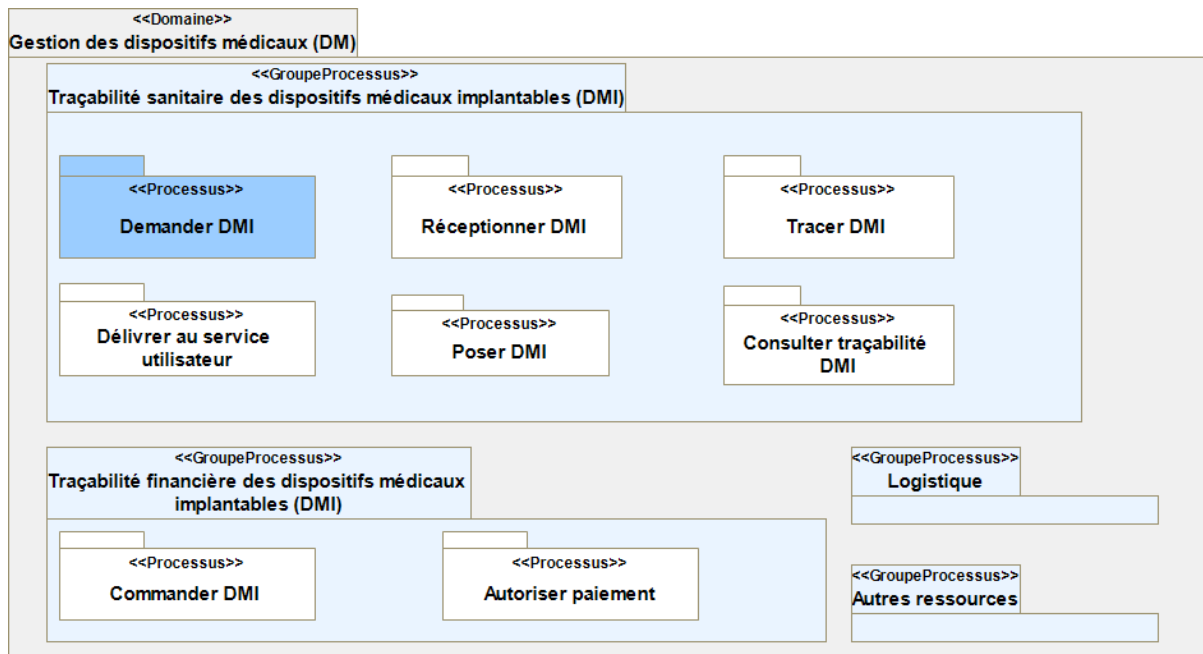 <<Domaine>>
Gestion des dispositifs médicaux (DM)
<<GroupeProcessus>>
Traçabilité sanitaire des dispositifs médicaux implantables (DMI)
<<Processus>>
Demander DMI
<<Processus>>
Réceptionner DMI
<<Processus>>
Tracer DMI
<<Processus>>
Délivrer au service
utilisateur
<<Processus>>
Poser DMI
<<Processus>>
Consulter traçabilité
DMI
<<GroupeProcessus>>
Traçabilité financière des dispositifs médicaux
implantables (DMI)
<<Processus>>
Commander DMI
<<Processus>>
Autoriser paiement
<<GroupeProcessus>>
Logistique
<<GroupeProcessus>>
Autres ressources